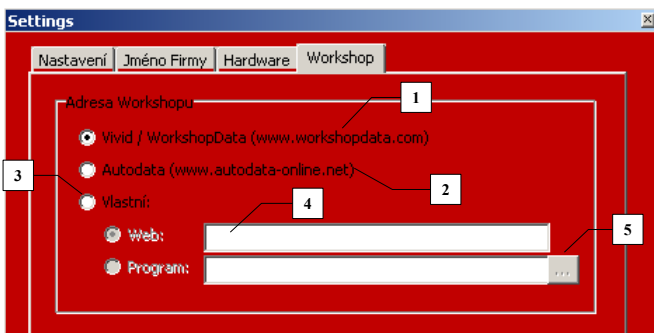 Settings
Nastavení Jméno Firmy Hardware Workshop
Adresa Workshopu
1
Vivid / WorkshopData (www.workshopdata.com)
3
Autodata (www.autodata-online.net)
2
Vlastní:
4
Web:
5
Program:
...